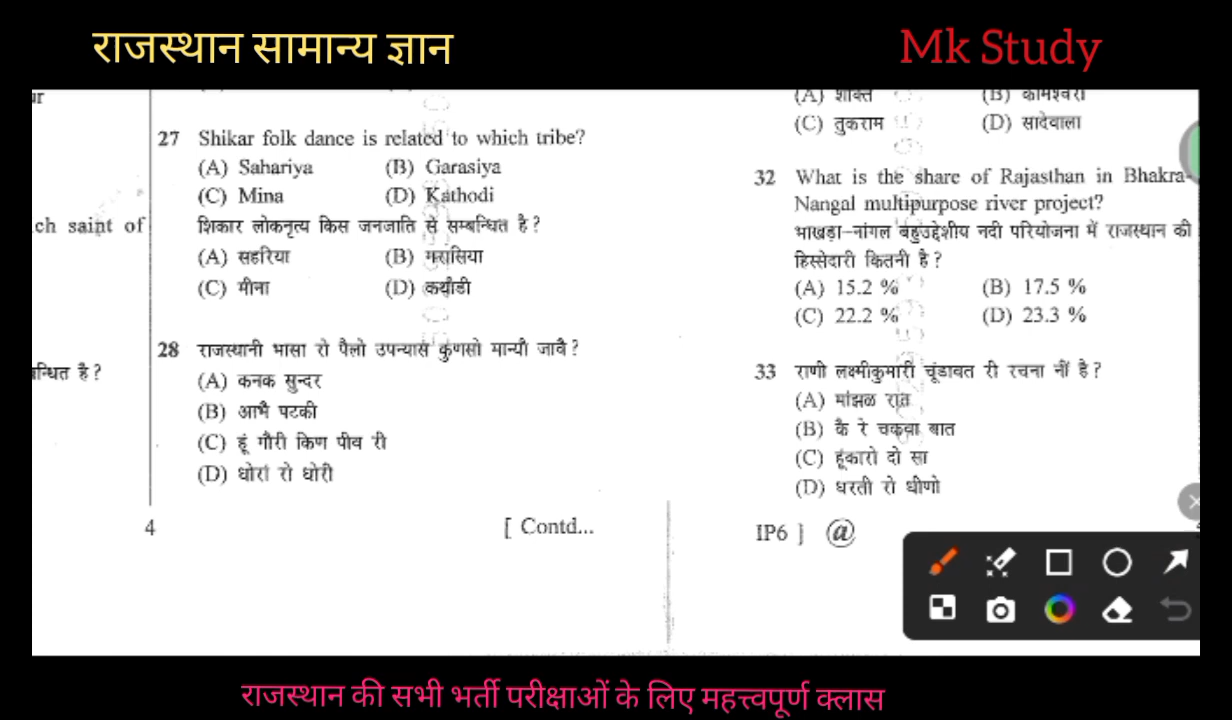 राजस्थान सामान्य ज्ञान
Mk Study
ur
ch saint of
न्धित है?
27 Shikar folk dance is related to which tribe?
(A) Sahariya (B) Garasiya
(C) Mina (D) Kathodi
शिकार लोकनृत्य किस जनजाति से सम्बन्धित है?
(A) सहरिया (B) गरासिया
(C) मीना (D) कथौडी
28 राजस्थानी भासा रो पैलो उपन्यास कुणसो मान्यौ जावै?
(A) कनक सुन्दर
(B) आभै पटकी
(C) हूं गौरी किण पीव री
(D) धोरां रो धोरी
4 [ Contd...
(A) शक्ति (B) कामेश्वरी
(C) तुकराम (D) सादेवाला
32 What is the share of Rajasthan in Bhakra-
Nangal multipurpose river project?
भाखड़ा–नांगल बहुउद्देशीय नदी परियोजना में राजस्थान की
हिस्सेदारी कितनी है?
(A) 15.2 % (B) 17.5 %
(C) 22.2 % (D) 23.3 %
33 राणी लक्ष्मीकुमारी चूंडावत री रचना नीं है?
(A) मांझळ रात
(B) कै रे चकवा बात
(C) हूंकारो दो सा
(D) धरती रो धीणो
IP6 ] @
राजस्थान की सभी भर्ती परीक्षाओं के लिए महत्त्वपूर्ण क्लास